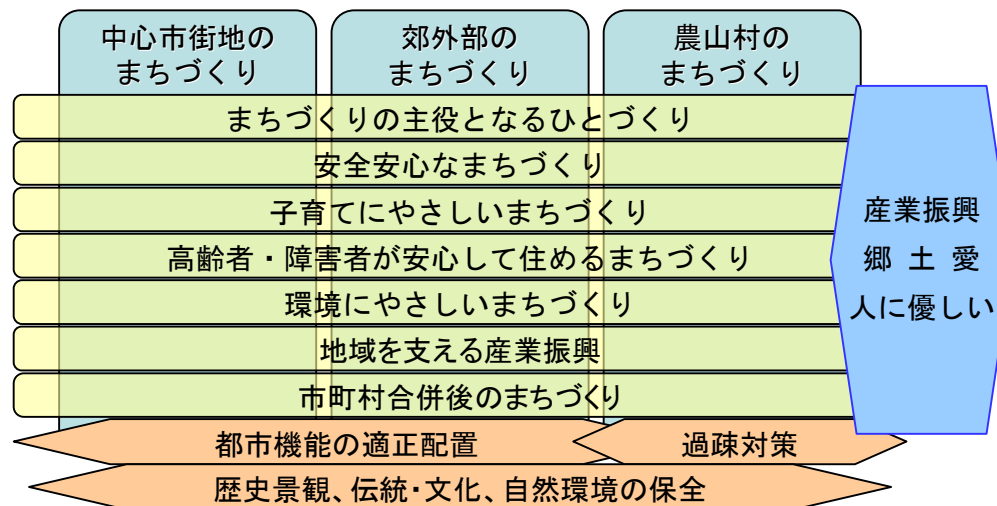 中心市街地の
まちづくり
郊外部の
まちづくり
農山村の
まちづくり
まちづくりの主役となるひとづくり
安全安心なまちづくり
子育てにやさしいまちづくり
高齢者・障害者が安心して住めるまちづくり
環境にやさしいまちづくり
地域を支える産業振興
市町村合併後のまちづくり
産業振興
郷 土 愛
人に優しい
都市機能の適正配置
過疎対策
歴史景観、伝統・文化、自然環境の保全